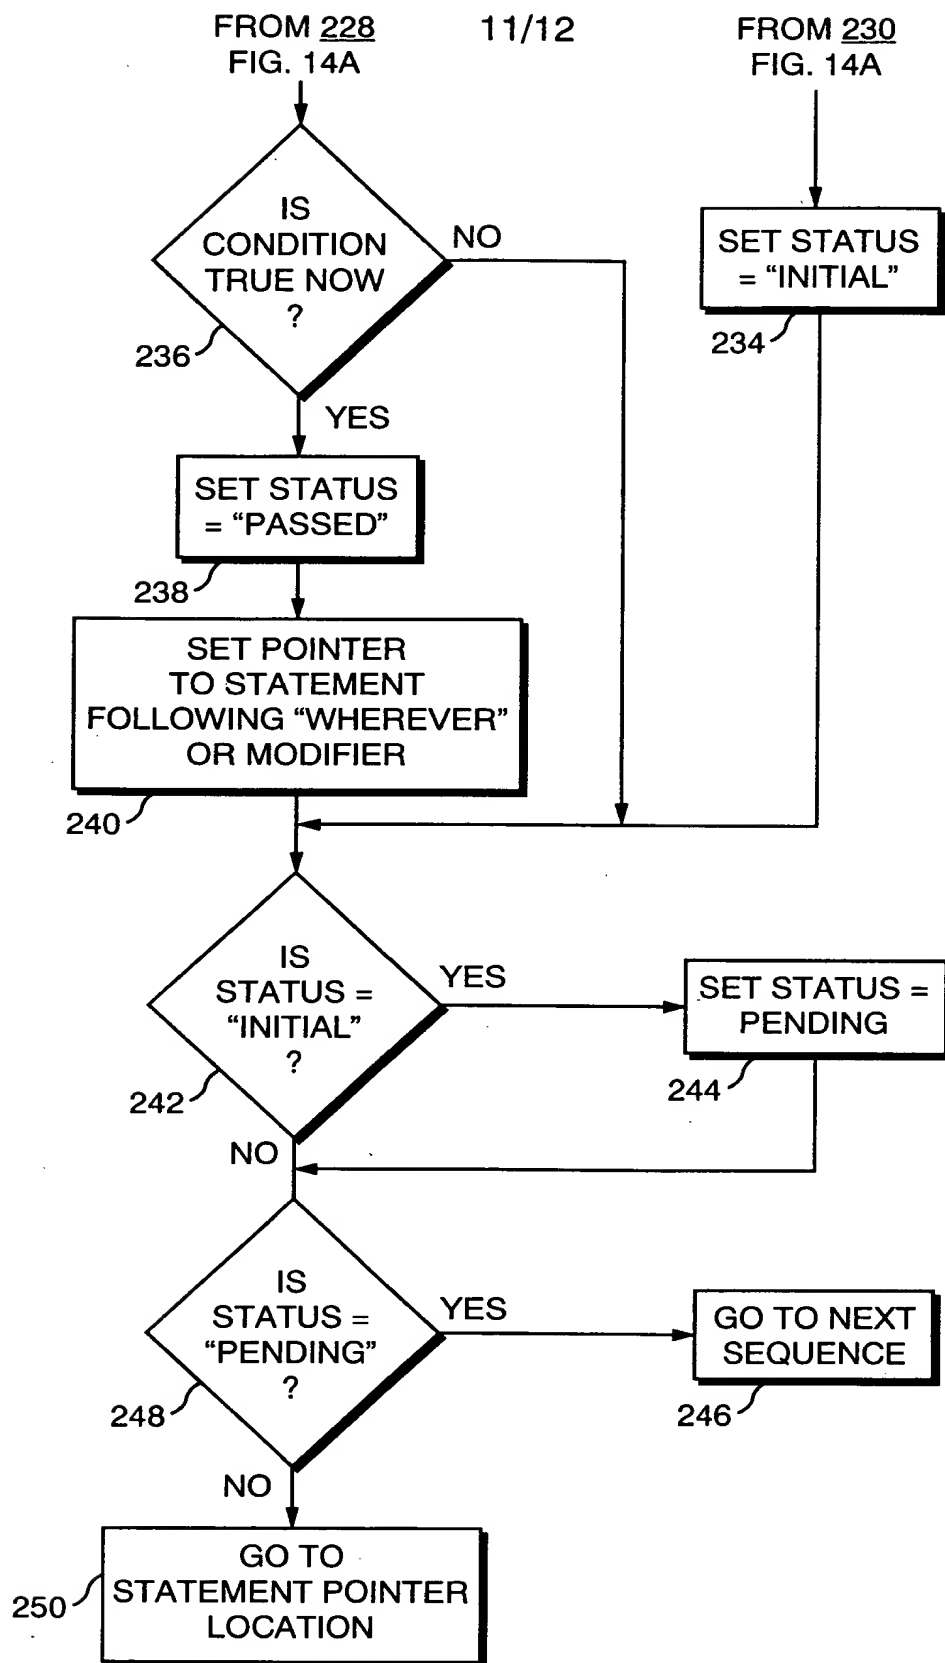 FROM 228
FIG. 14A
11/12
FROM 230
FIG. 14A
IS
CONDITION
TRUE NOW
?
NO
236
YES
SET STATUS
= "INITIAL"
234
SET STATUS
= "PASSED"
238
SET POINTER
TO STATEMENT
FOLLOWING "WHEREVER"
OR MODIFIER
240
IS
STATUS =
"INITIAL"
?
YES
242
NO
SET STATUS =
PENDING
244
IS
STATUS =
"PENDING"
?
YES
248
NO
GO TO NEXT
SEQUENCE
246
GO TO
STATEMENT POINTER
LOCATION
250